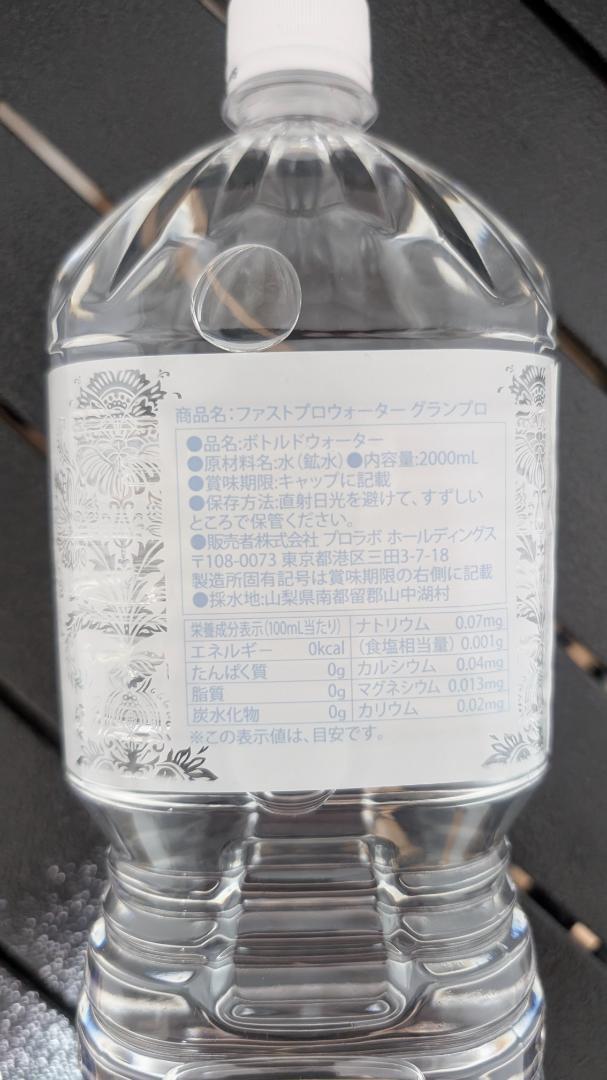 商品名：ファストプロウォーター グランプロ
●品名：ボトルドウォーター
●原材料名：水（鉱水）●内容量：2000mL
●賞味期限：キャップに記載
●保存方法：直射日光を避けて、すずしい
ところで保管ください。
●販売者株式会社 プロラボ ホールディングス
〒108-0073 東京都港区三田3-7-18
製造所固有記号は賞味期限の右側に記載
●採水地：山梨県南都留郡山中湖村
栄養成分表示（100mL当たり）
エネルギー 0kcal
たんぱく質 0g
脂質 0g
炭水化物 0g
ナトリウム 0.07mg
（食塩相当量）0.001g
カルシウム 0.04mg
マグネシウム 0.013mg
カリウム 0.02mg
※この表示値は、目安です。